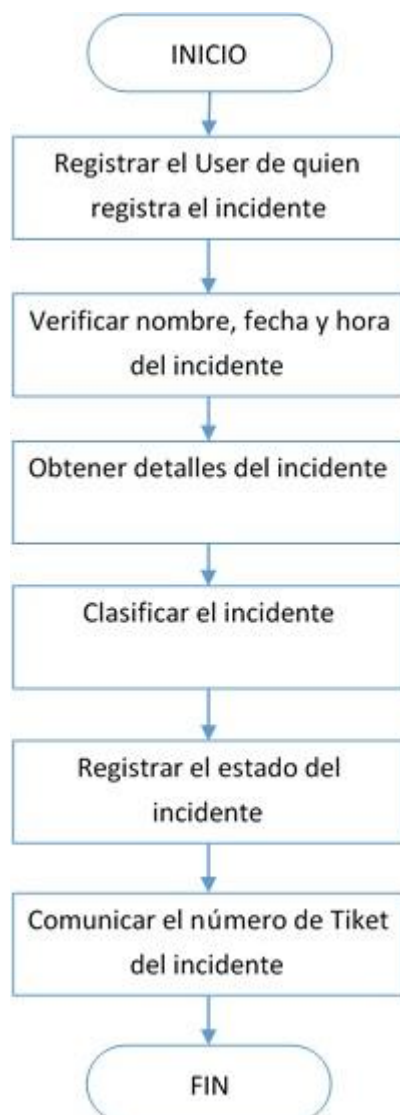 INICIO
Registrar el User de quien
registra el incidente
Verificar nombre, fecha y hora
del incidente
Obtener detalles del incidente
Clasificar el incidente
Registrar el estado del
incidente
Comunicar el número de Tiket
del incidente
FIN